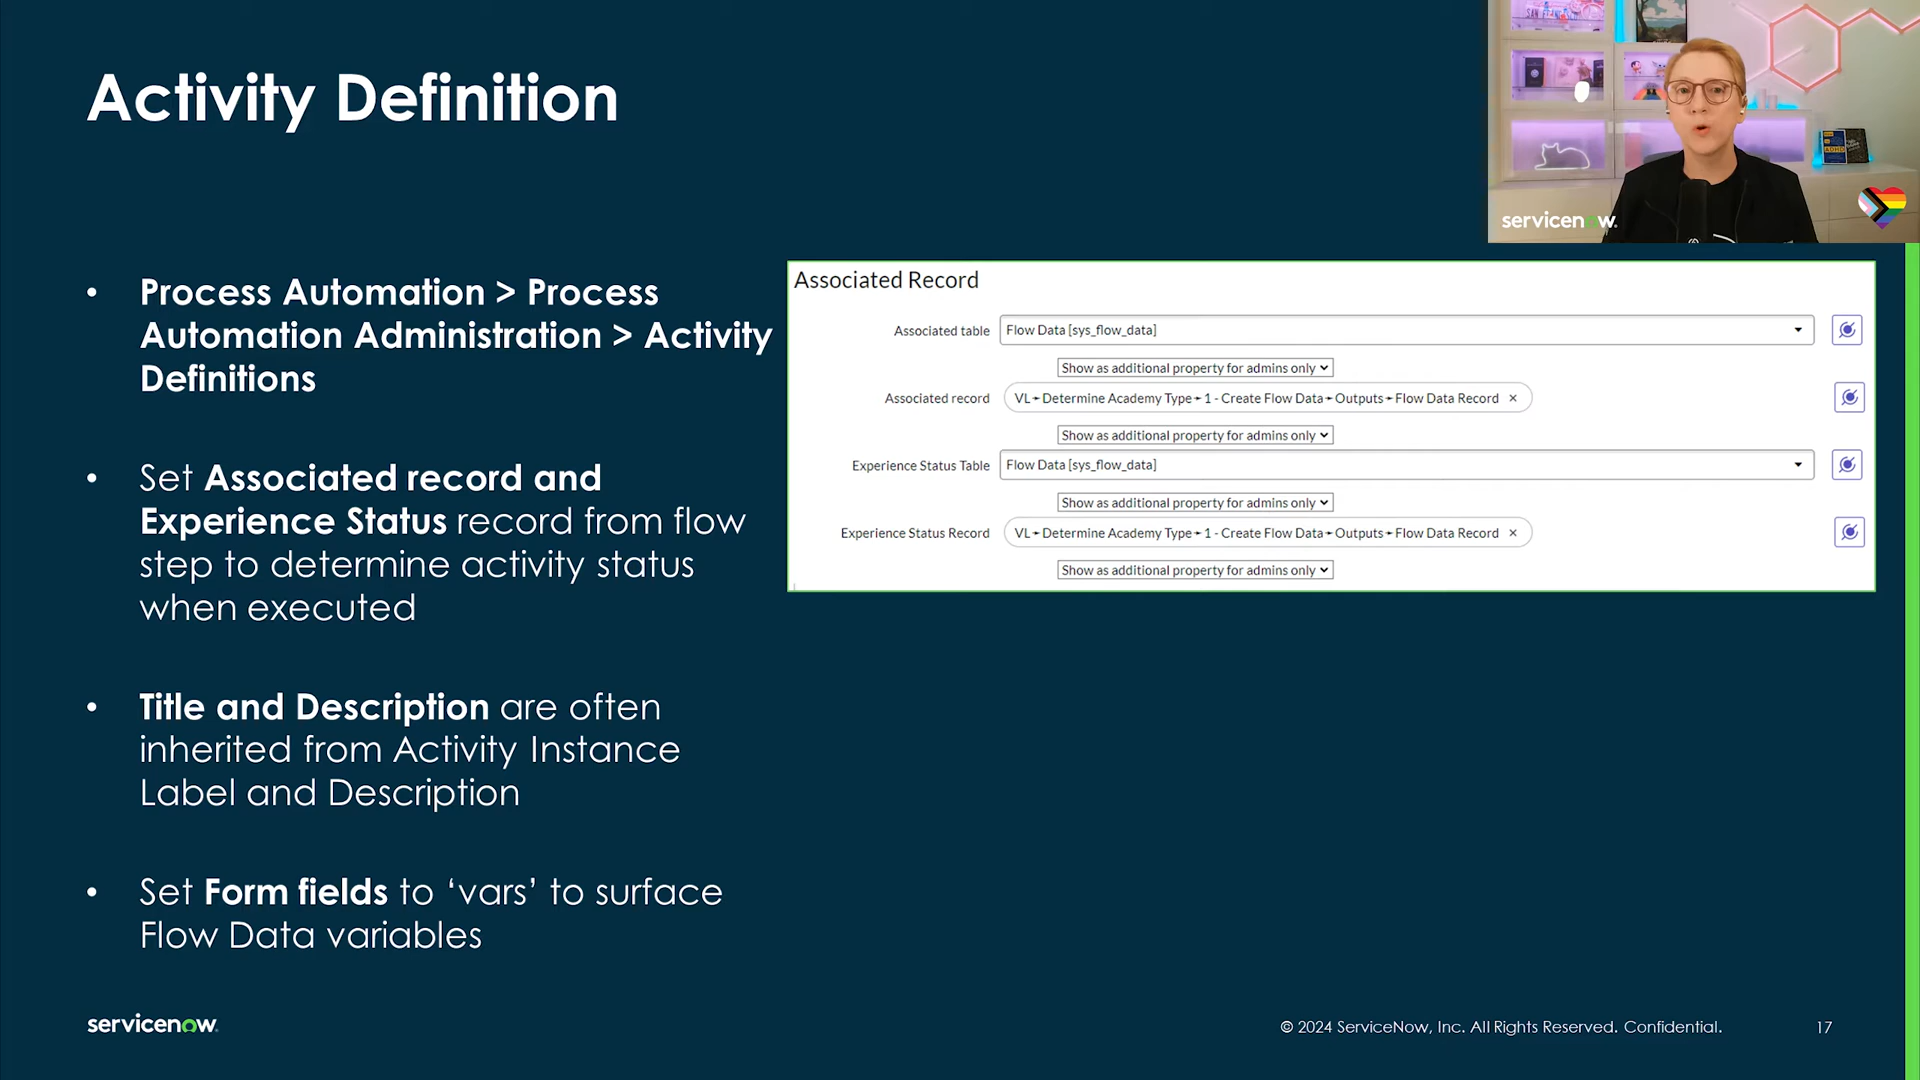 Activity Definition
SAN FRANCISCO
servicenow.
• Process Automation > Process
Automation Administration > Activity
Definitions
• Set Associated record and
Experience Status record from flow
step to determine activity status
when executed
• Title and Description are often
inherited from Activity Instance
Label and Description
• Set Form fields to ‘vars’ to surface
Flow Data variables
Associated Record
Associated table Flow Data [sys_flow_data]
Show as additional property for admins only
Associated record VL➛Determine Academy Type➛1 - Create Flow Data➛Outputs➛Flow Data Record ×
Show as additional property for admins only
Experience Status Table Flow Data [sys_flow_data]
Show as additional property for admins only
Experience Status Record VL➛Determine Academy Type➛1 - Create Flow Data➛Outputs➛Flow Data Record ×
Show as additional property for admins only
servicenow.
© 2024 ServiceNow, Inc. All Rights Reserved. Confidential.
17